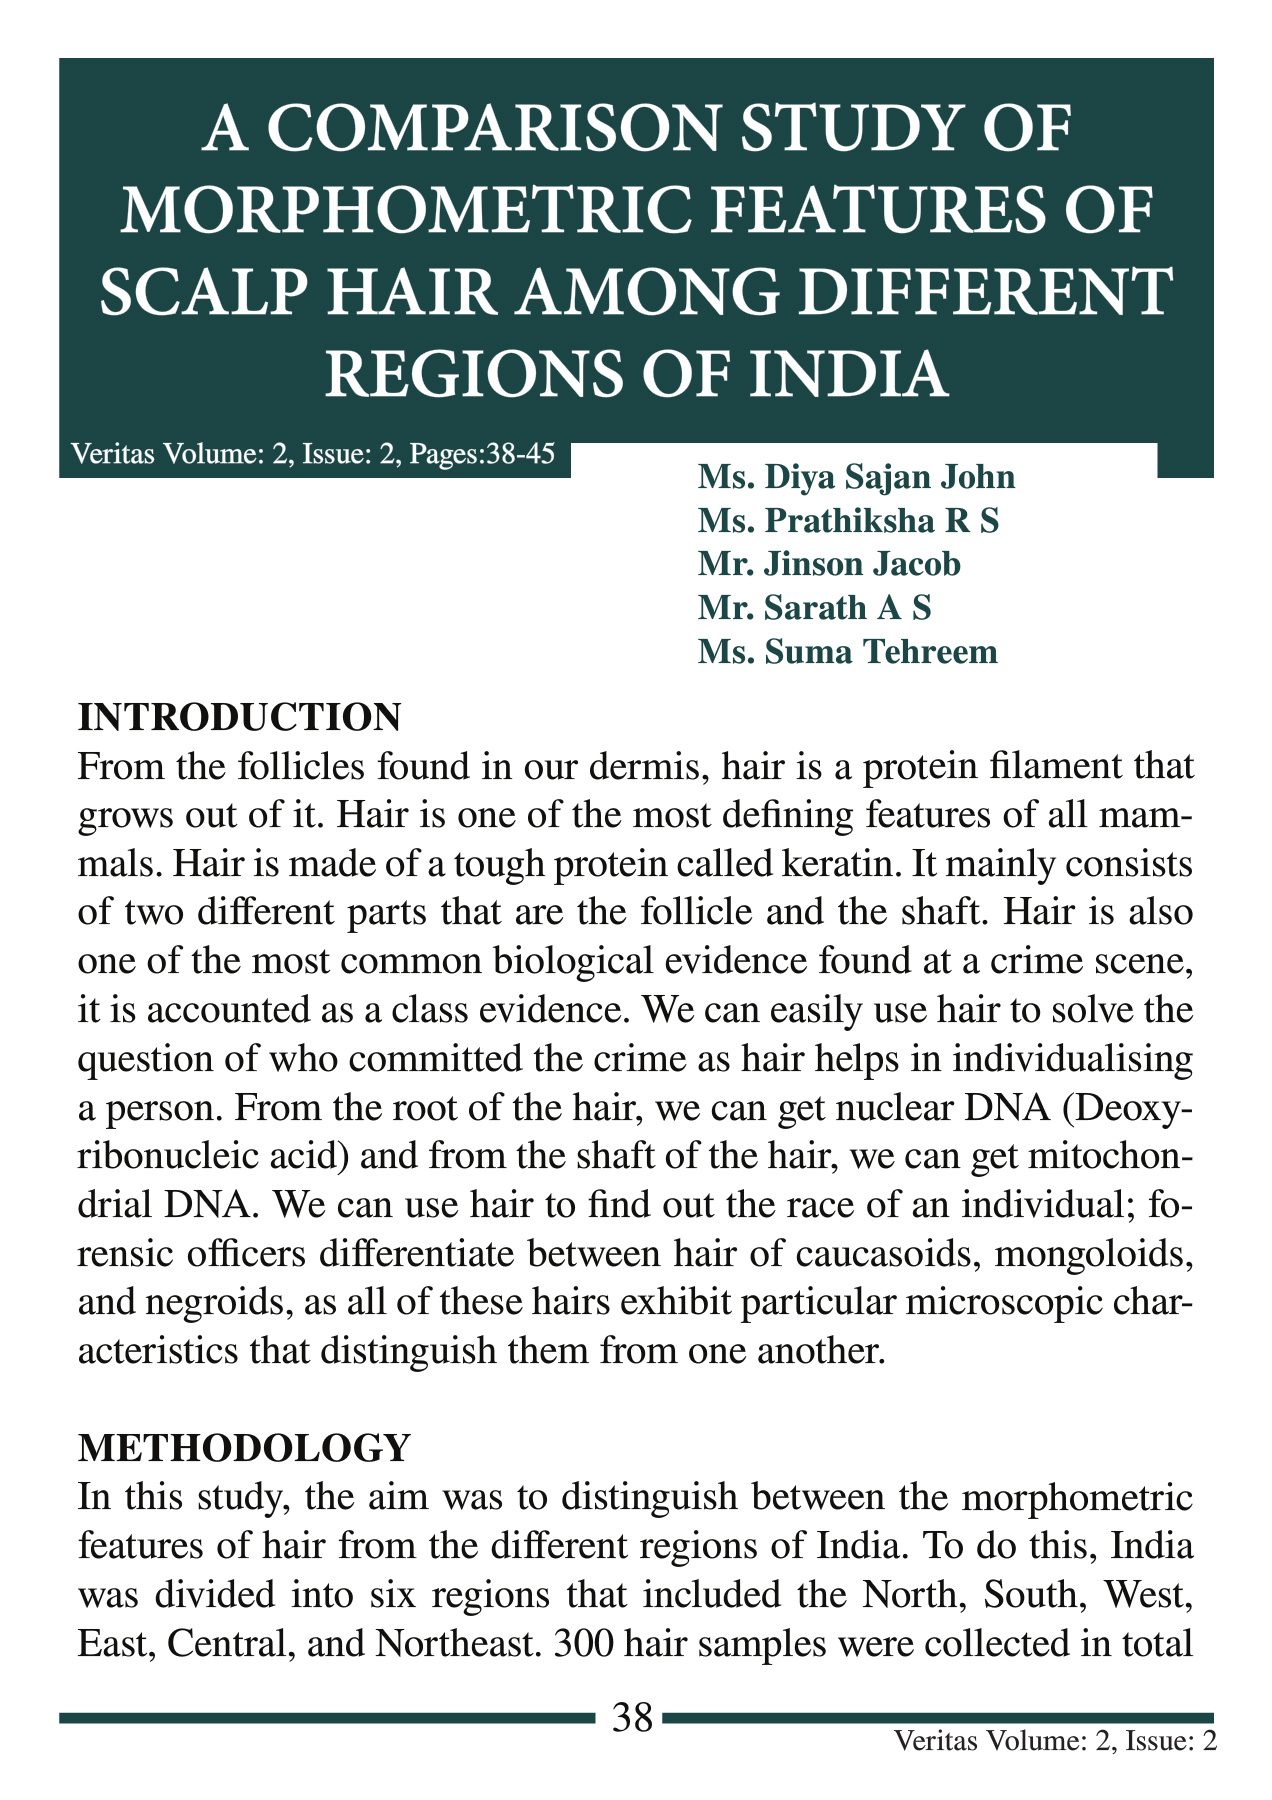 A COMPARISON STUDY OF
MORPHOMETRIC FEATURES OF
SCALP HAIR AMONG DIFFERENT
REGIONS OF INDIA
Veritas Volume: 2, Issue: 2, Pages:38-45
Ms. Diya Sajan John
Ms. Prathiksha R S
Mr. Jinson Jacob
Mr. Sarath A S
Ms. Suma Tehreem
INTRODUCTION
From the follicles found in our dermis, hair is a protein filament that
grows out of it. Hair is one of the most defining features of all mam-
mals. Hair is made of a tough protein called keratin. It mainly consists
of two different parts that are the follicle and the shaft. Hair is also
one of the most common biological evidence found at a crime scene,
it is accounted as a class evidence. We can easily use hair to solve the
question of who committed the crime as hair helps in individualising
a person. From the root of the hair, we can get nuclear DNA (Deoxy-
ribonucleic acid) and from the shaft of the hair, we can get mitochon-
drial DNA. We can use hair to find out the race of an individual; fo-
rensic officers differentiate between hair of caucasoids, mongoloids,
and negroids, as all of these hairs exhibit particular microscopic char-
acteristics that distinguish them from one another.
METHODOLOGY
In this study, the aim was to distinguish between the morphometric
features of hair from the different regions of India. To do this, India
was divided into six regions that included the North, South, West,
East, Central, and Northeast. 300 hair samples were collected in total
38
Veritas Volume: 2, Issue: 2